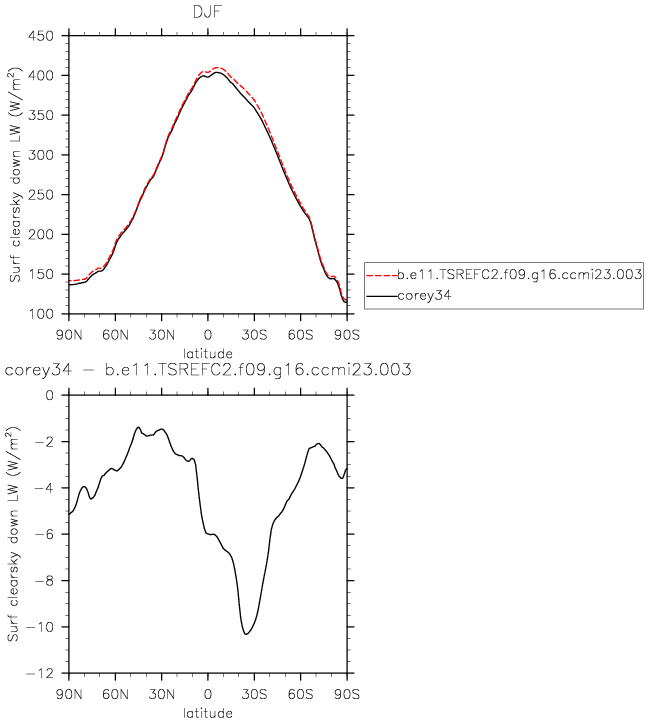 DJF
450
400
350
300
250
200
150
100
Surf clearsky down LW (W/m²)
90N 60N 30N 0 30S 60S 90S
latitude
b.e11.TSREFC2.f09.g16.ccmi23.003
corey34
corey34 − b.e11.TSREFC2.f09.g16.ccmi23.003
0
−2
−4
−6
−8
−10
−12
Surf clearsky down LW (W/m²)
90N 60N 30N 0 30S 60S 90S
latitude